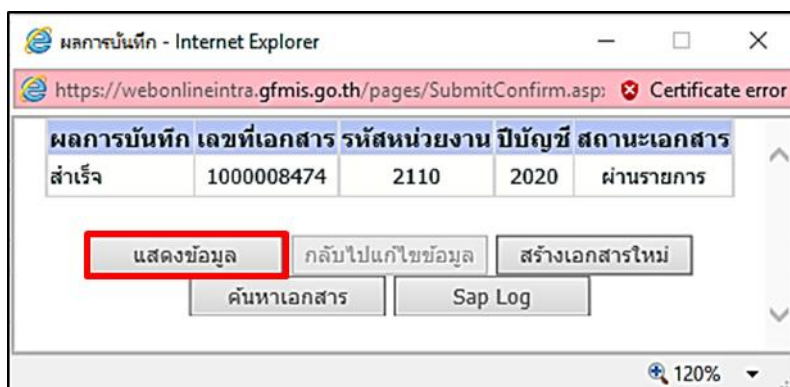 ผลการบันทึก - Internet Explorer
https://webonlineintra.gfmis.go.th/pages/SubmitConfirm.asp: Certificate error
ผลการบันทึก เลขที่เอกสาร รหัสหน่วยงาน ปีบัญชี สถานะเอกสาร
สำเร็จ 1000008474 2110 2020 ผ่านรายการ
แสดงข้อมูล กลับไปแก้ไขข้อมูล สร้างเอกสารใหม่
ค้นหาเอกสาร Sap Log
120%